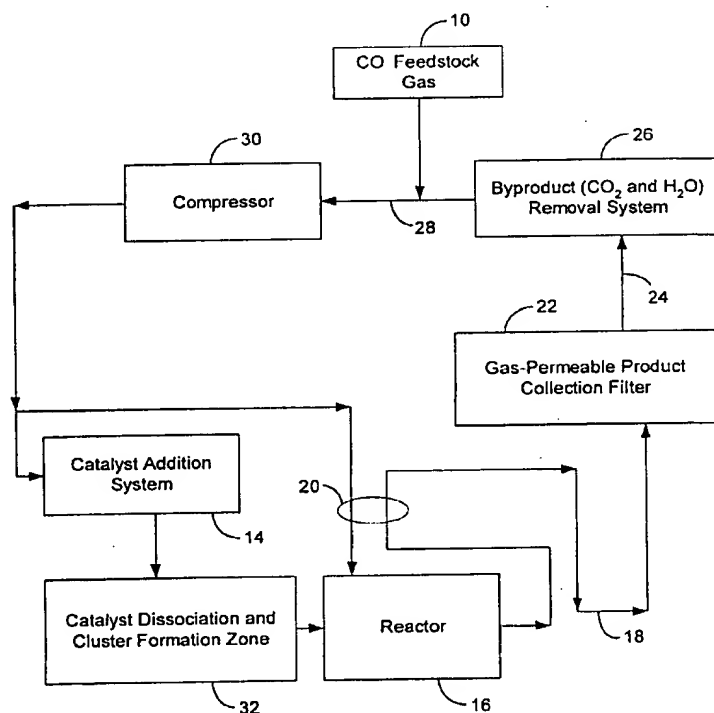 10
CO Feedstock
Gas
30
Compressor
26
Byproduct (CO₂ and H₂O)
Removal System
28
24
22
Gas-Permeable Product
Collection Filter
Catalyst Addition
System
14
20
18
Catalyst Dissociation and
Cluster Formation Zone
32
Reactor
16